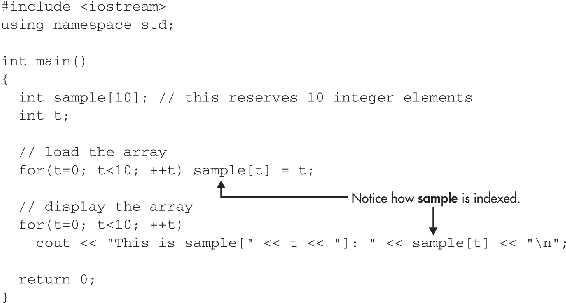 #include <iostream>
using namespace std;
int main()
{
int sample[10]; // this reserves 10 integer elements
int t;
// load the array
for(t=0; t<10; ++t) sample[t] = t;
Notice how sample is indexed.
// display the array
for(t=0; t<10; ++t)
cout << "This is sample[" << t << "]: " << sample[t] << "\n";
return 0;
}